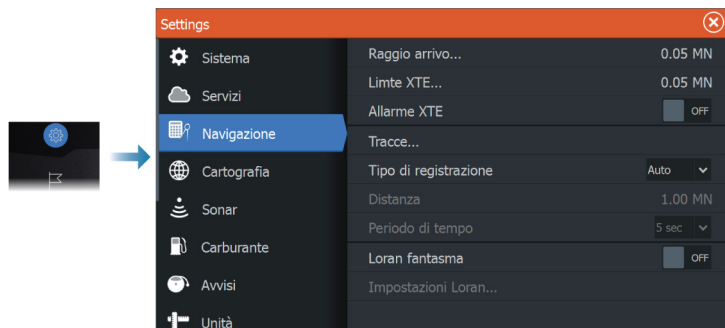 Settings
Sistema
Servizi
Navigazione
Cartografia
Sonar
Carburante
Avvisi
Unità
Raggio arrivo... 0.05 MN
Limte XTE... 0.05 MN
Allarme XTE OFF
Tracce...
Tipo di registrazione Auto
Distanza 1.00 MN
Periodo di tempo 5 sec
Loran fantasma OFF
Impostazioni Loran...